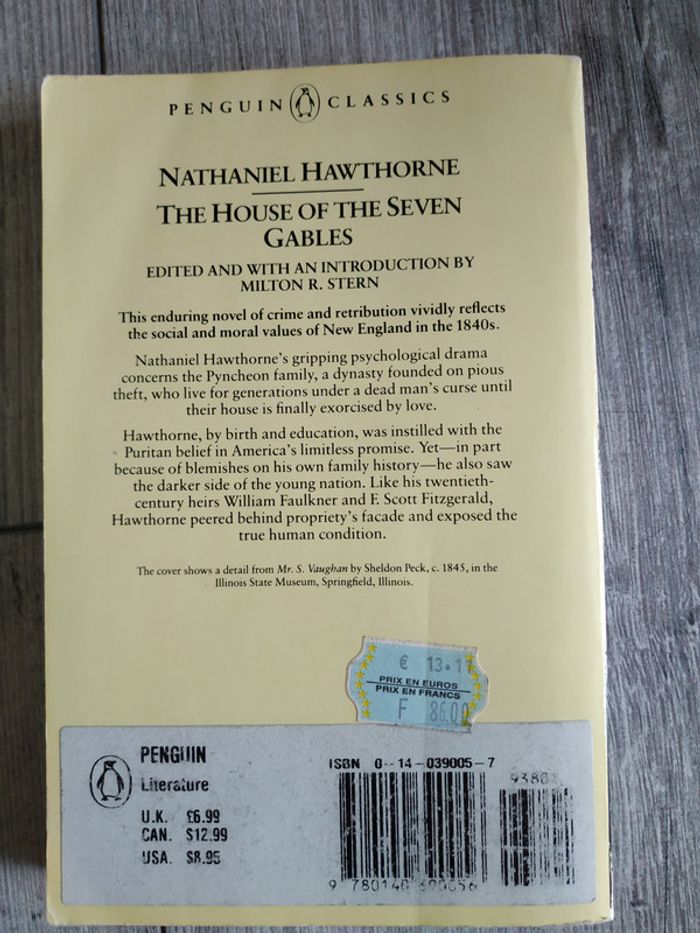 PENGUIN CLASSICS
NATHANIEL HAWTHORNE
THE HOUSE OF THE SEVEN
GABLES
EDITED AND WITH AN INTRODUCTION BY
MILTON R. STERN
This enduring novel of crime and retribution vividly reflects
the social and moral values of New England in the 1840s.
Nathaniel Hawthorne's gripping psychological drama
concerns the Pyncheon family, a dynasty founded on pious
theft, who live for generations under a dead man's curse until
their house is finally exorcised by love.
Hawthorne, by birth and education, was instilled with the
Puritan belief in America's limitless promise. Yet—in part
because of blemishes on his own family history—he also saw
the darker side of the young nation. Like his twentieth-
century heirs William Faulkner and F. Scott Fitzgerald,
Hawthorne peered behind propriety's facade and exposed the
true human condition.
The cover shows a detail from Mr. S. Vaughan by Sheldon Peck, c. 1845, in the
Illinois State Museum, Springfield, Illinois.
€ 13.11
PRIX EN EUROS
PRIX EN FRANCS
F 86.00
PENGUIN
Literature
U.K. £6.99
CAN. $12.99
USA. $8.95
ISBN 0-14-039005-7
9 780140 390056